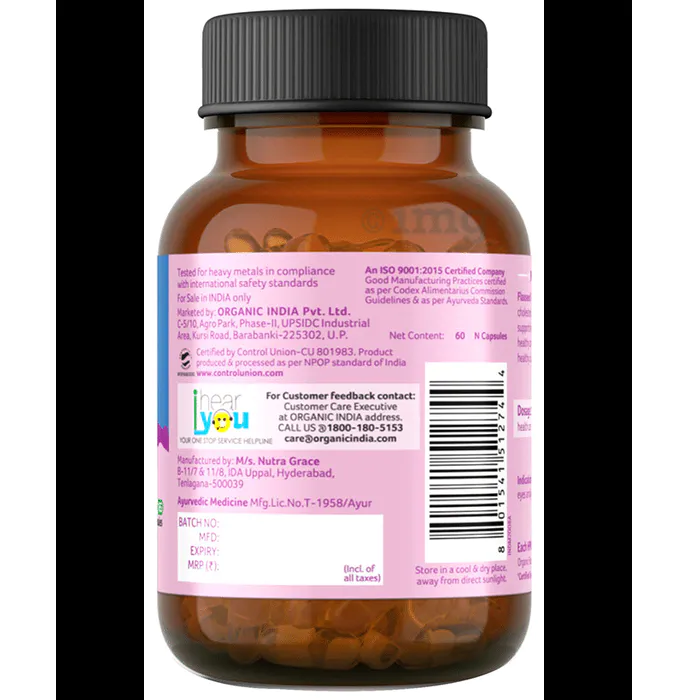 Tested for heavy metals in compliance
with international safety standards
For Sale in INDIA only
Marketed by: ORGANIC INDIA Pvt. Ltd.
C-5/10, Agro Park, Phase-II, UPSIDC Industrial
Area, Kursi Road, Barabanki-225302, U.P.
Certified by Control Union-CU 801983. Product
produced & processed as per NPOP standard of India
www.controlunion.com
An ISO 9001:2015 Certified Company
Good Manufacturing Practices certified
as per Codex Alimentarius Commission
Guidelines & as per Ayurveda Standards.
Net Content: 60 N Capsules
i hear
you
YOUR ONE STOP SERVICE HELPLINE
For Customer feedback contact:
Customer Care Executive
at ORGANIC INDIA address.
CALL US @1800-180-5153
care@organicindia.com
Manufactured by: M/s. Nutra Grace
B-11/7 & 11/8, IDA Uppal, Hyderabad,
Tenlagana-500039
Ayurvedic Medicine Mfg.Lic.No.T-1958/Ayur
BATCH NO:
MFD:
EXPIRY:
MRP (₹):
(Incl. of
all taxes)
8 01541 51274 4
Store in a cool & dry place,
away from direct sunlight.